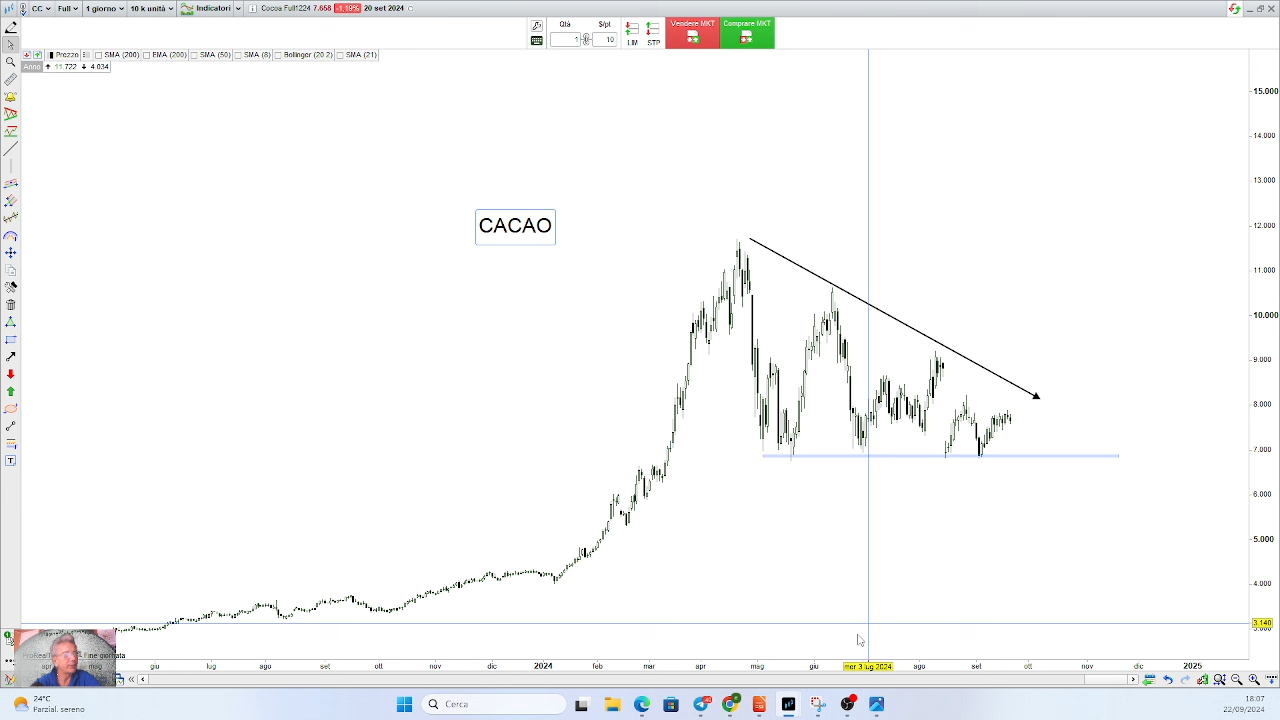 CC Full 1 giorno 10 k unità Indicatori Cocoa Full1224 7.658 -1,19% 20 set 2024
Qtà $/pt
1 10 LIM STP
Vendere MKT Comprare MKT
Prezzo SMA (200) EMA (200) SMA (50) SMA (8) Bollinger (20 2) SMA (21)
Anno 11.722 4.034
CACAO
15.000
14.000
13.000
12.000
11.000
10.000
9.000
8.000
7.000
6.000
5.000
4.000
3.140
Fine giornata
mag giu lug ago set ott nov dic 2024 feb mar apr mag giu mer 3 lug 2024 ago set ott nov dic 2025
24°C
Parzial. sereno
Cerca
18:07
22/09/2024